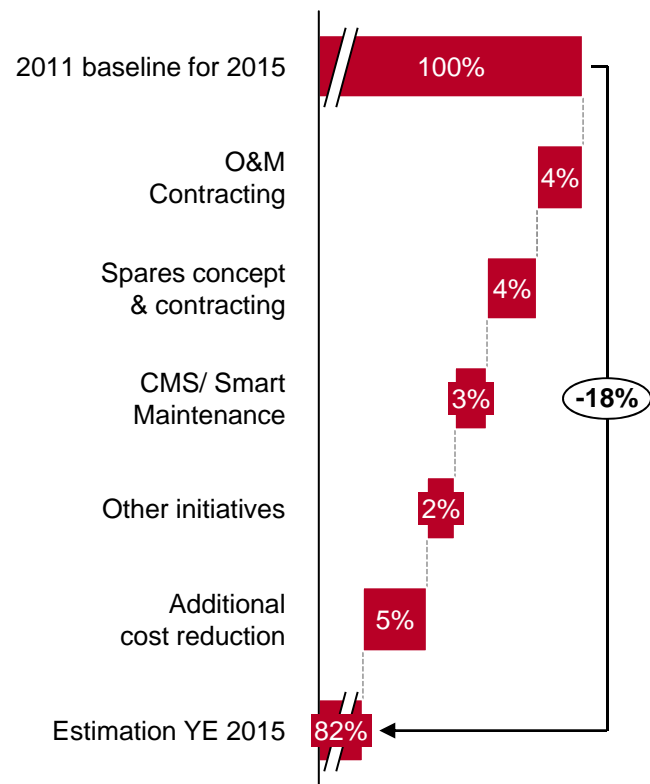 2011 baseline for 2015
100%
O&M
Contracting
4%
Spares concept
& contracting
4%
CMS/ Smart
Maintenance
3%
-18%
Other initiatives
2%
Additional
cost reduction
5%
Estimation YE 2015
82%